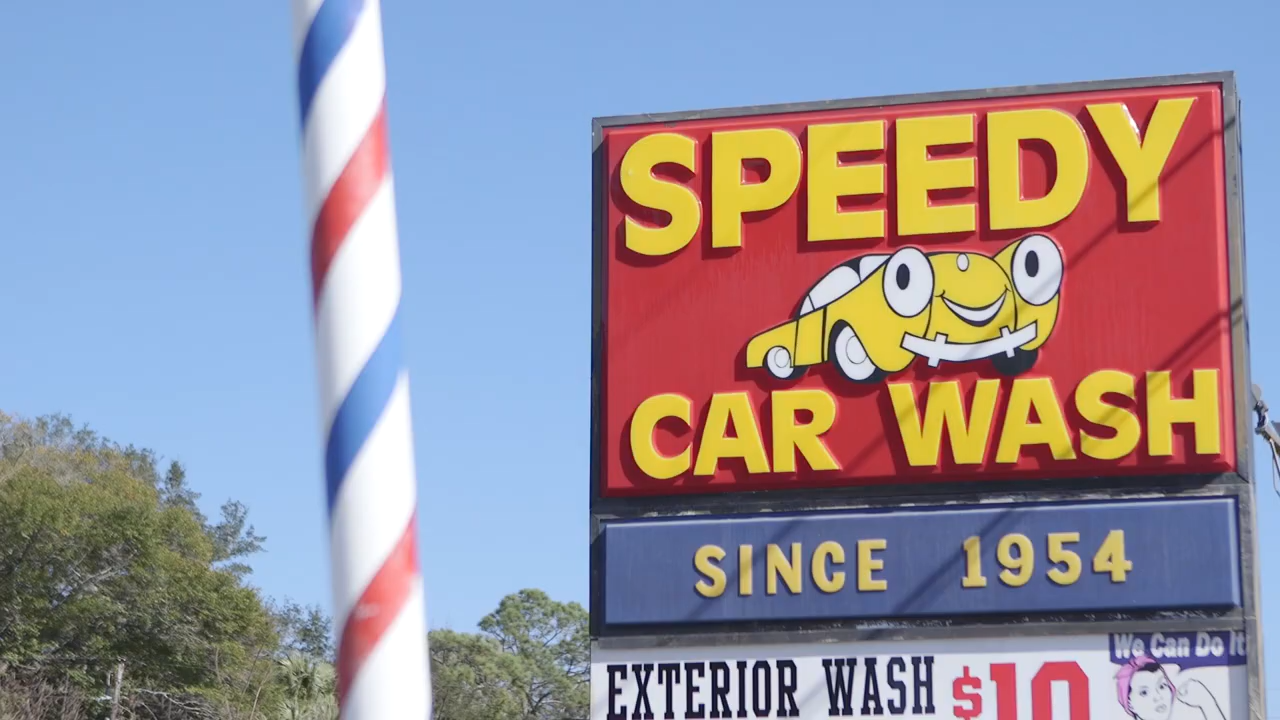 SPEEDY
CAR WASH
SINCE 1954
EXTERIOR WASH $10
We Can Do It